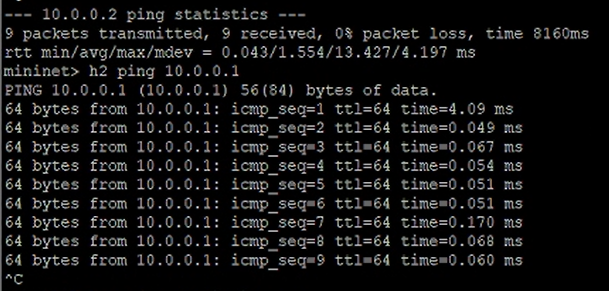 --- 10.0.0.2 ping statistics ---
9 packets transmitted, 9 received, 0% packet loss, time 8160ms
rtt min/avg/max/mdev = 0.043/1.554/13.427/4.197 ms
mininet> h2 ping 10.0.0.1
PING 10.0.0.1 (10.0.0.1) 56(84) bytes of data.
64 bytes from 10.0.0.1: icmp_seq=1 ttl=64 time=4.09 ms
64 bytes from 10.0.0.1: icmp_seq=2 ttl=64 time=0.049 ms
64 bytes from 10.0.0.1: icmp_seq=3 ttl=64 time=0.067 ms
64 bytes from 10.0.0.1: icmp_seq=4 ttl=64 time=0.054 ms
64 bytes from 10.0.0.1: icmp_seq=5 ttl=64 time=0.051 ms
64 bytes from 10.0.0.1: icmp_seq=6 ttl=64 time=0.051 ms
64 bytes from 10.0.0.1: icmp_seq=7 ttl=64 time=0.170 ms
64 bytes from 10.0.0.1: icmp_seq=8 ttl=64 time=0.068 ms
64 bytes from 10.0.0.1: icmp_seq=9 ttl=64 time=0.060 ms
^C